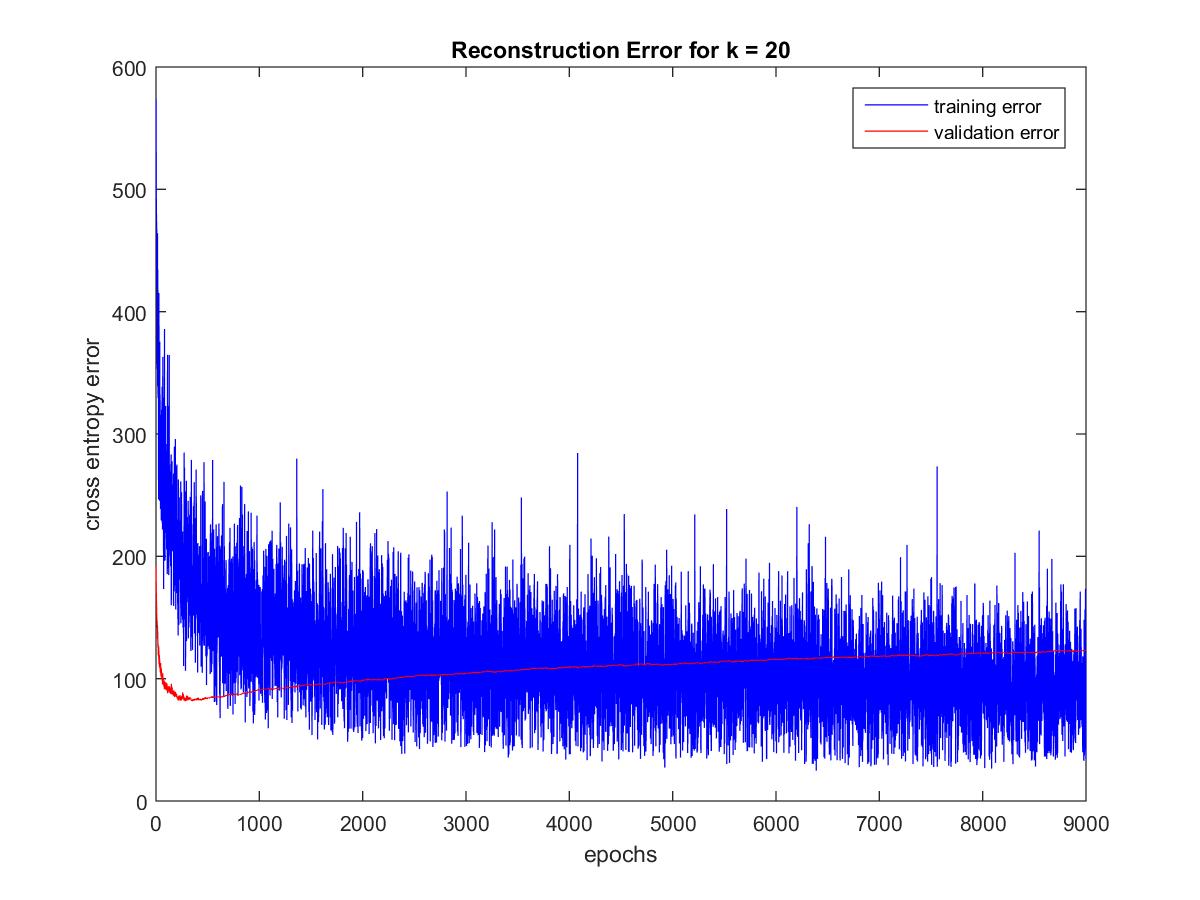 Reconstruction Error for k = 20
600
500
400
300
200
100
0
cross entropy error
training error
validation error
0 1000 2000 3000 4000 5000 6000 7000 8000 9000
epochs